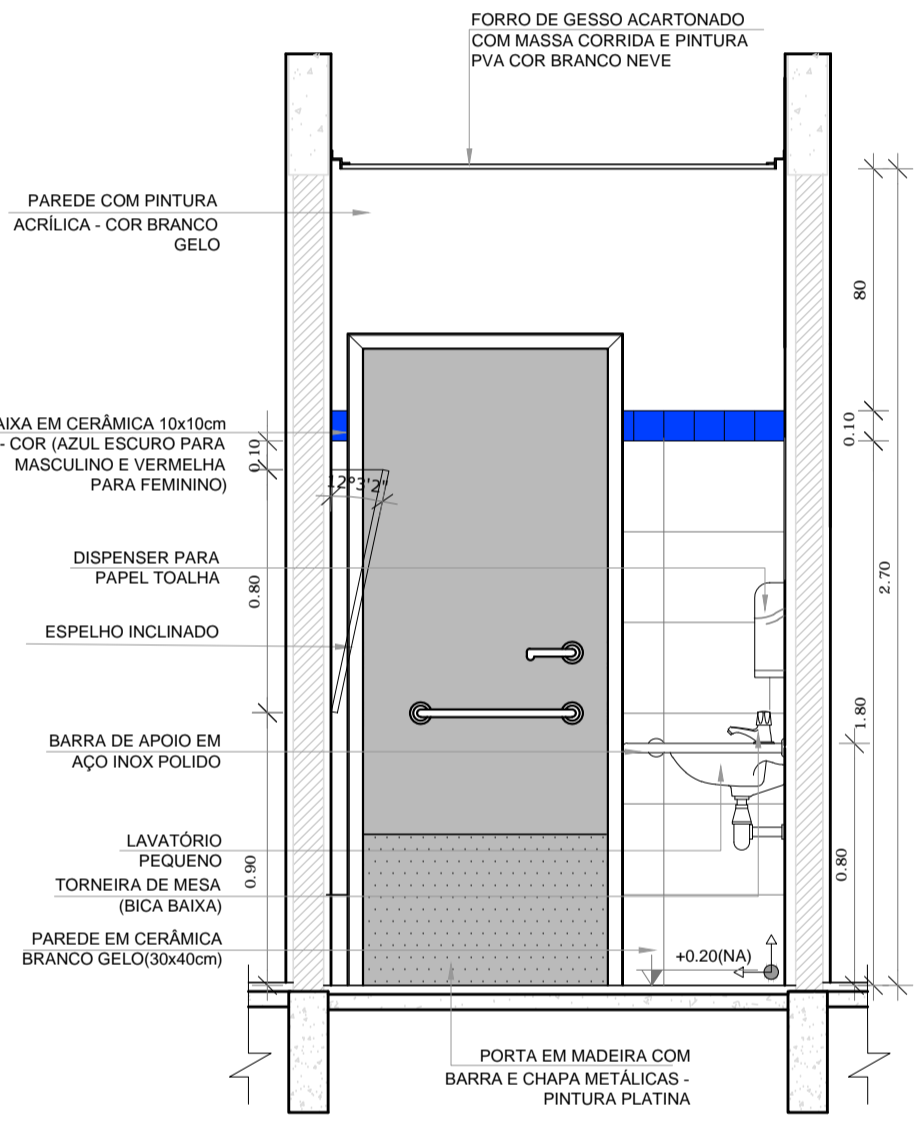 FORRO DE GESSO ACARTONADO
COM MASSA CORRIDA E PINTURA
PVA COR BRANCO NEVE
PAREDE COM PINTURA
ACRÍLICA - COR BRANCO
GELO
80
AIXA EM CERÂMICA 10x10cm
- COR (AZUL ESCURO PARA
MASCULINO E VERMELHA
PARA FEMININO)
0.10
0.10
12°3'2"
DISPENSER PARA
PAPEL TOALHA
0.80
2.70
ESPELHO INCLINADO
1.80
BARRA DE APOIO EM
AÇO INOX POLIDO
LAVATÓRIO
PEQUENO
0.90
0.80
TORNEIRA DE MESA
(BICA BAIXA)
PAREDE EM CERÂMICA
BRANCO GELO(30x40cm)
+0.20(NA)
PORTA EM MADEIRA COM
BARRA E CHAPA METÁLICAS -
PINTURA PLATINA